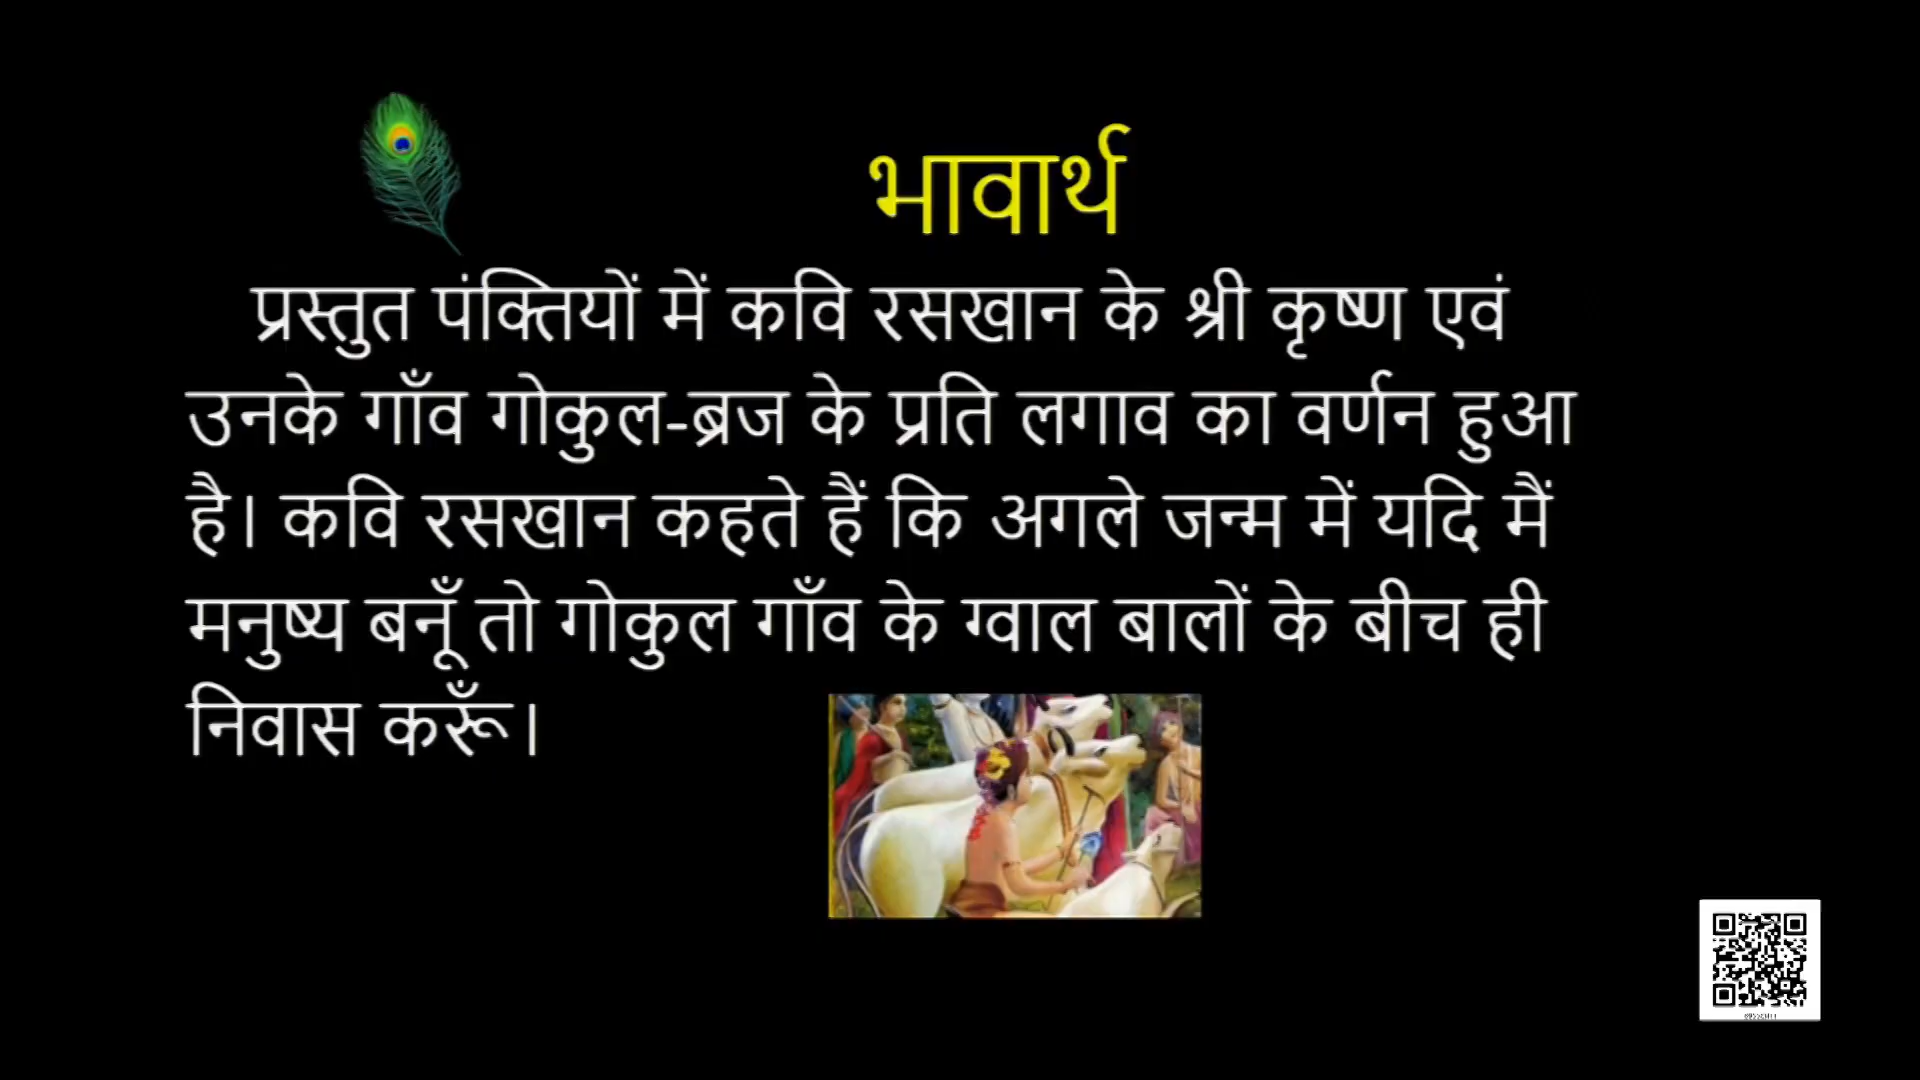 भावार्थ
प्रस्तुत पंक्तियों में कवि रसखान के श्री कृष्ण एवं
उनके गाँव गोकुल-ब्रज के प्रति लगाव का वर्णन हुआ
है। कवि रसखान कहते हैं कि अगले जन्म में यदि मैं
मनुष्य बनूँ तो गोकुल गाँव के ग्वाल बालों के बीच ही
निवास करूँ।